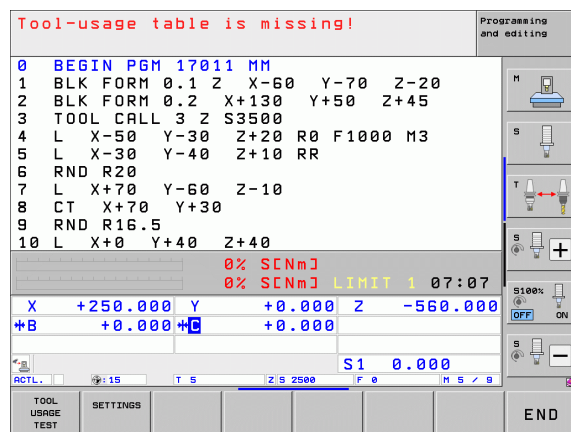 Tool-usage table is missing!
Programming
and editing
0 BEGIN PGM 17011 MM
1 BLK FORM 0.1 Z X-60 Y-70 Z-20
2 BLK FORM 0.2 X+130 Y+50 Z+45
3 TOOL CALL 3 Z S3500
4 L X-50 Y-30 Z+20 R0 F1000 M3
5 L X-30 Y-40 Z+10 RR
6 RND R20
7 L X+70 Y-60 Z-10
8 CT X+70 Y+30
9 RND R16.5
10 L X+0 Y+40 Z+40
0% S[Nm]
0% S[Nm] LIMIT 1 07:07
X +250.000 Y +0.000 Z -560.000
B +0.000 C +0.000
S1 0.000
ACTL. : 15 T 5 Z S 2500 F 0 M 5 / 9
M
S
T
S
+
S100%
OFF ON
S
−
TOOL
USAGE
TEST
SETTINGS
END